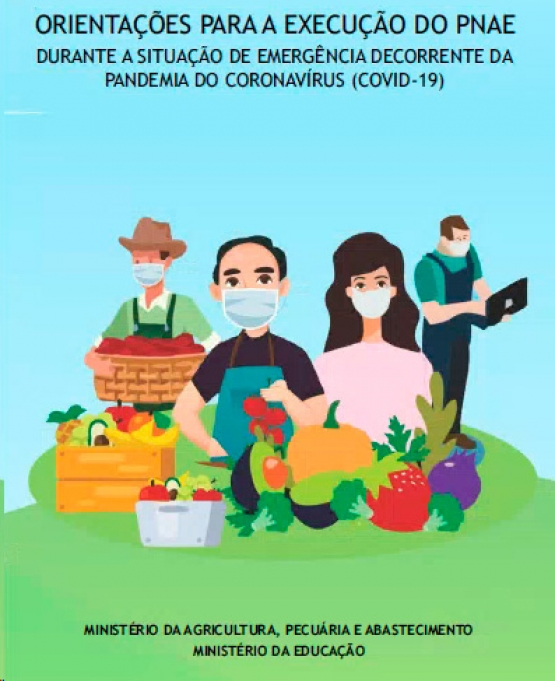 ORIENTAÇÕES PARA A EXECUÇÃO DO PNAE
DURANTE A SITUAÇÃO DE EMERGÊNCIA DECORRENTE DA
PANDEMIA DO CORONAVÍRUS (COVID-19)
MINISTÉRIO DA AGRICULTURA, PECUÁRIA E ABASTECIMENTO
MINISTÉRIO DA EDUCAÇÃO